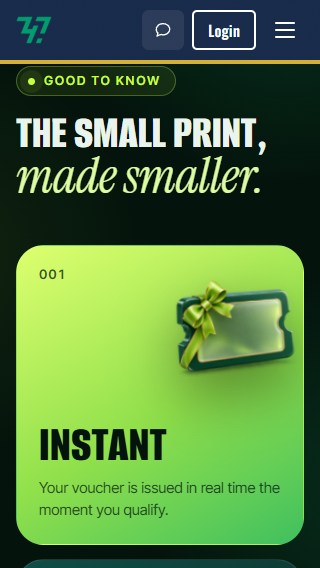 Login
GOOD TO KNOW
THE SMALL PRINT,
made smaller.
001
INSTANT
Your voucher is issued in real time the
moment you qualify.